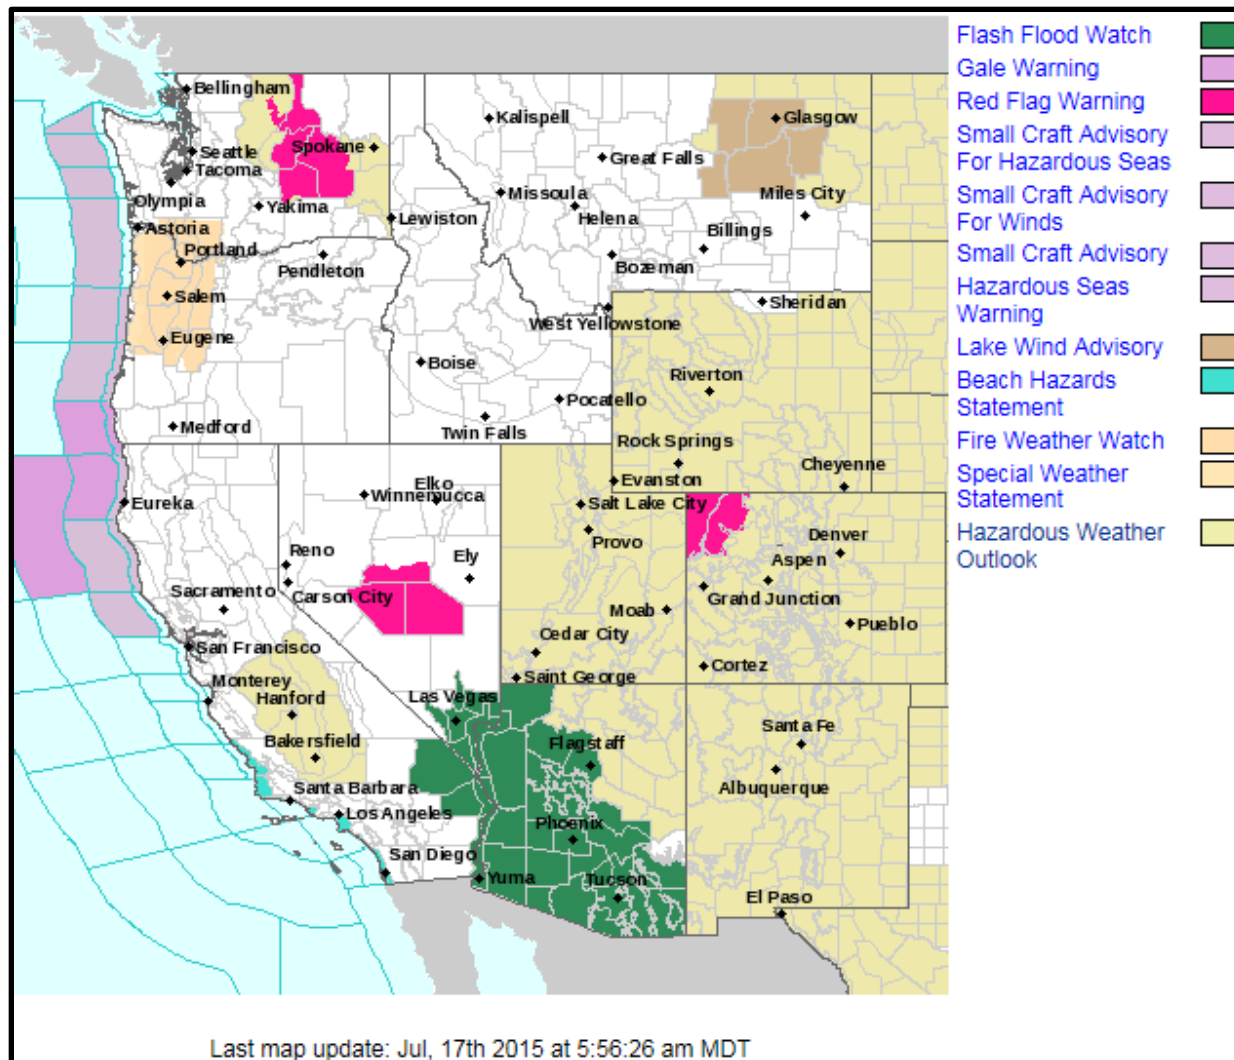 Flash Flood Watch
Gale Warning
Red Flag Warning
Small Craft Advisory
For Hazardous Seas
Small Craft Advisory
For Winds
Small Craft Advisory
Hazardous Seas
Warning
Lake Wind Advisory
Beach Hazards
Statement
Fire Weather Watch
Special Weather
Statement
Hazardous Weather
Outlook
Bellingham
Kalispell
Glasgow
Seattle
Spokane
Great Falls
Tacoma
Missoula
Miles City
Olympia
Yakima
Lewiston
Helena
Astoria
Billings
Portland
Pendleton
Bozeman
Salem
Sheridan
West Yellowstone
Eugene
Boise
Riverton
Pocatello
Medford
Twin Falls
Rock Springs
Cheyenne
Elko
Evanston
Winnemucca
Eureka
Salt Lake City
Provo
Denver
Reno
Ely
Aspen
Sacramento
Carson City
Grand Junction
Moab
Pueblo
Cedar City
San Francisco
Cortez
Saint George
Monterey
Las Vegas
Hanford
Santa Fe
Bakersfield
Flagstaff
Albuquerque
Santa Barbara
Los Angeles
Phoenix
San Diego
Yuma
Tucson
El Paso
Last map update: Jul, 17th 2015 at 5:56:26 am MDT